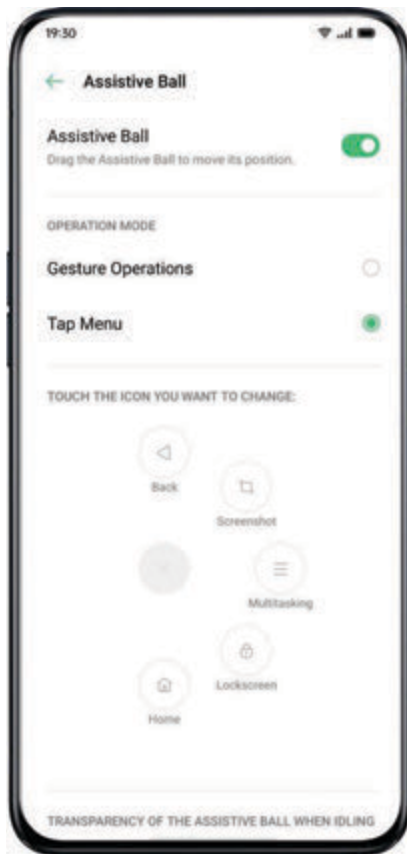 19:30
Assistive Ball
Assistive Ball
Drag the Assistive Ball to move its position.
OPERATION MODE
Gesture Operations
Tap Menu
TOUCH THE ICON YOU WANT TO CHANGE:
Back
Screenshot
Multitasking
Lockscreen
Home
TRANSPARENCY OF THE ASSISTIVE BALL WHEN IDLING